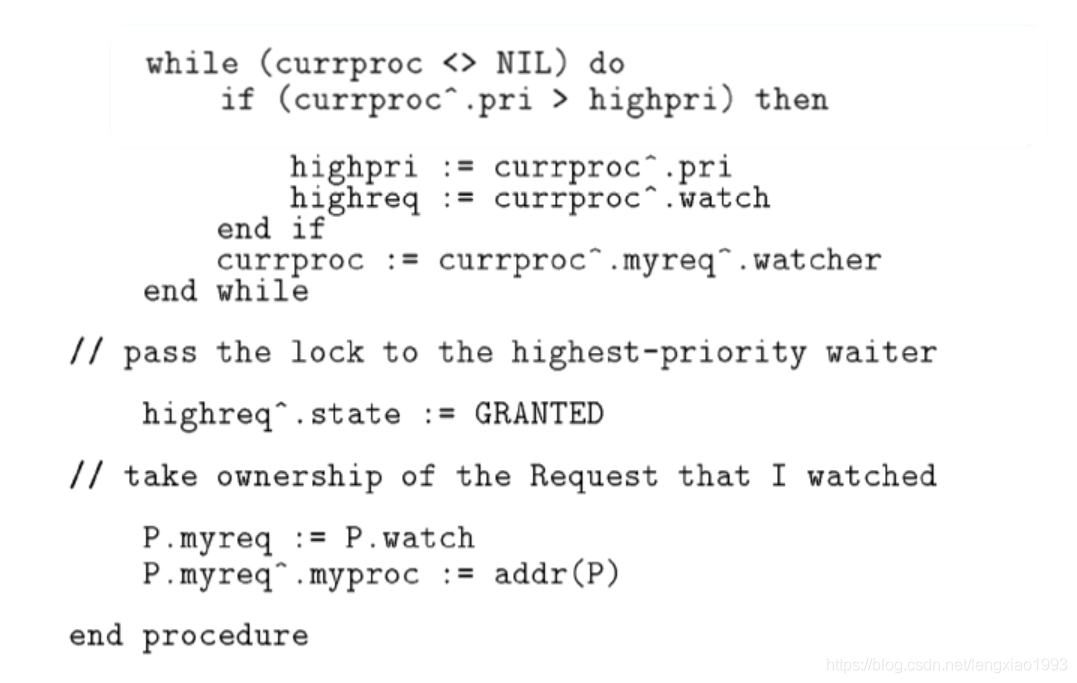 while (currproc <> NIL) do
if (currproc^.pri > highpri) then
highpri := currproc^.pri
highreq := currproc^.watch
end if
currproc := currproc^.myreq^.watcher
end while
// pass the lock to the highest-priority waiter
highreq^.state := GRANTED
// take ownership of the Request that I watched
P.myreq := P.watch
P.myreq^.myproc := addr(P)
end procedure
https://blog.csdn.net/lengxiao1993